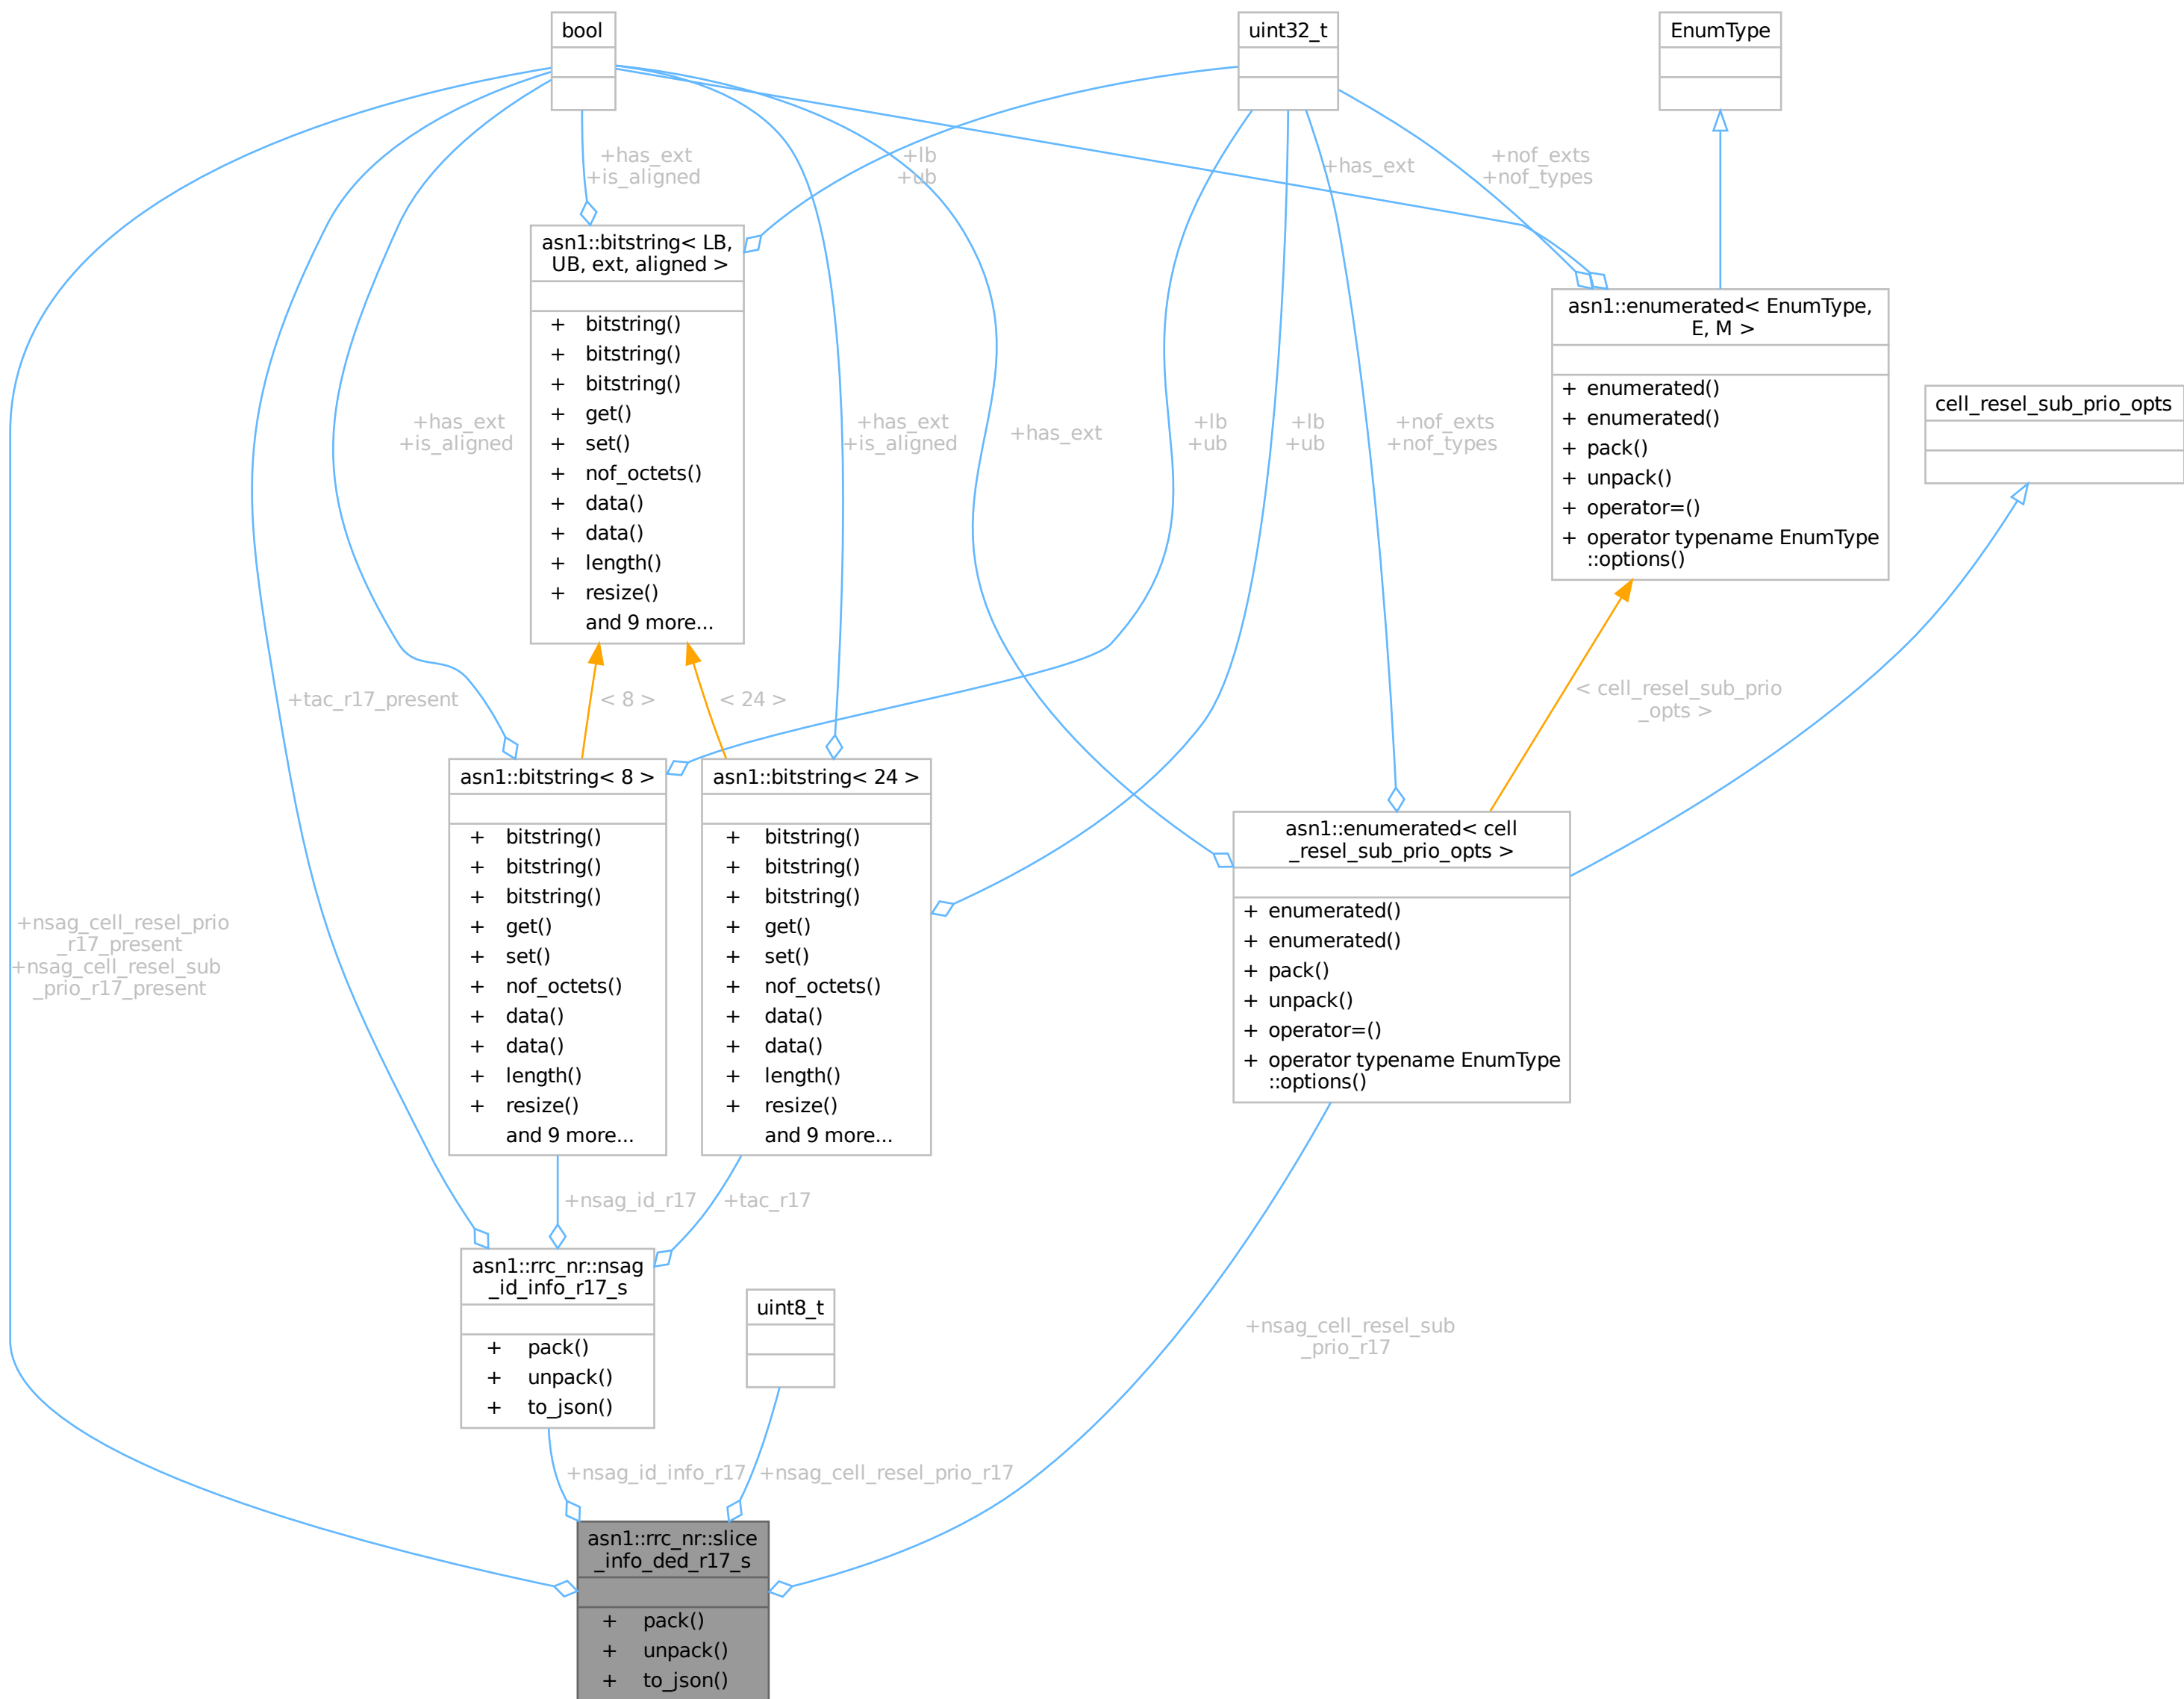 bool
uint32_t
EnumType
+has_ext
+is_aligned
+lb
+ub
+has_ext
+nof_exts
+nof_types
asn1::bitstring< LB,
UB, ext, aligned >
+ bitstring()
+ bitstring()
+ bitstring()
+ get()
+ set()
+ nof_octets()
+ data()
+ data()
+ length()
+ resize()
and 9 more...
asn1::enumerated< EnumType,
E, M >
+ enumerated()
+ enumerated()
+ pack()
+ unpack()
+ operator=()
+ operator typename EnumType
::options()
cell_resel_sub_prio_opts
+has_ext
+is_aligned
+has_ext
+is_aligned
+has_ext
+lb
+ub
+lb
+ub
+nof_exts
+nof_types
+tac_r17_present
< 8 >
< 24 >
< cell_resel_sub_prio
_opts >
asn1::bitstring< 8 >
+ bitstring()
+ bitstring()
+ bitstring()
+ get()
+ set()
+ nof_octets()
+ data()
+ data()
+ length()
+ resize()
and 9 more...
asn1::bitstring< 24 >
+ bitstring()
+ bitstring()
+ bitstring()
+ get()
+ set()
+ nof_octets()
+ data()
+ data()
+ length()
+ resize()
and 9 more...
asn1::enumerated< cell
_resel_sub_prio_opts >
+ enumerated()
+ enumerated()
+ pack()
+ unpack()
+ operator=()
+ operator typename EnumType
::options()
+nsag_cell_resel_prio
_r17_present
+nsag_cell_resel_sub
_prio_r17_present
+nsag_id_r17
+tac_r17
asn1::rrc_nr::nsag
_id_info_r17_s
+ pack()
+ unpack()
+ to_json()
uint8_t
+nsag_cell_resel_sub
_prio_r17
+nsag_id_info_r17
+nsag_cell_resel_prio_r17
asn1::rrc_nr::slice
_info_ded_r17_s
+ pack()
+ unpack()
+ to_json()